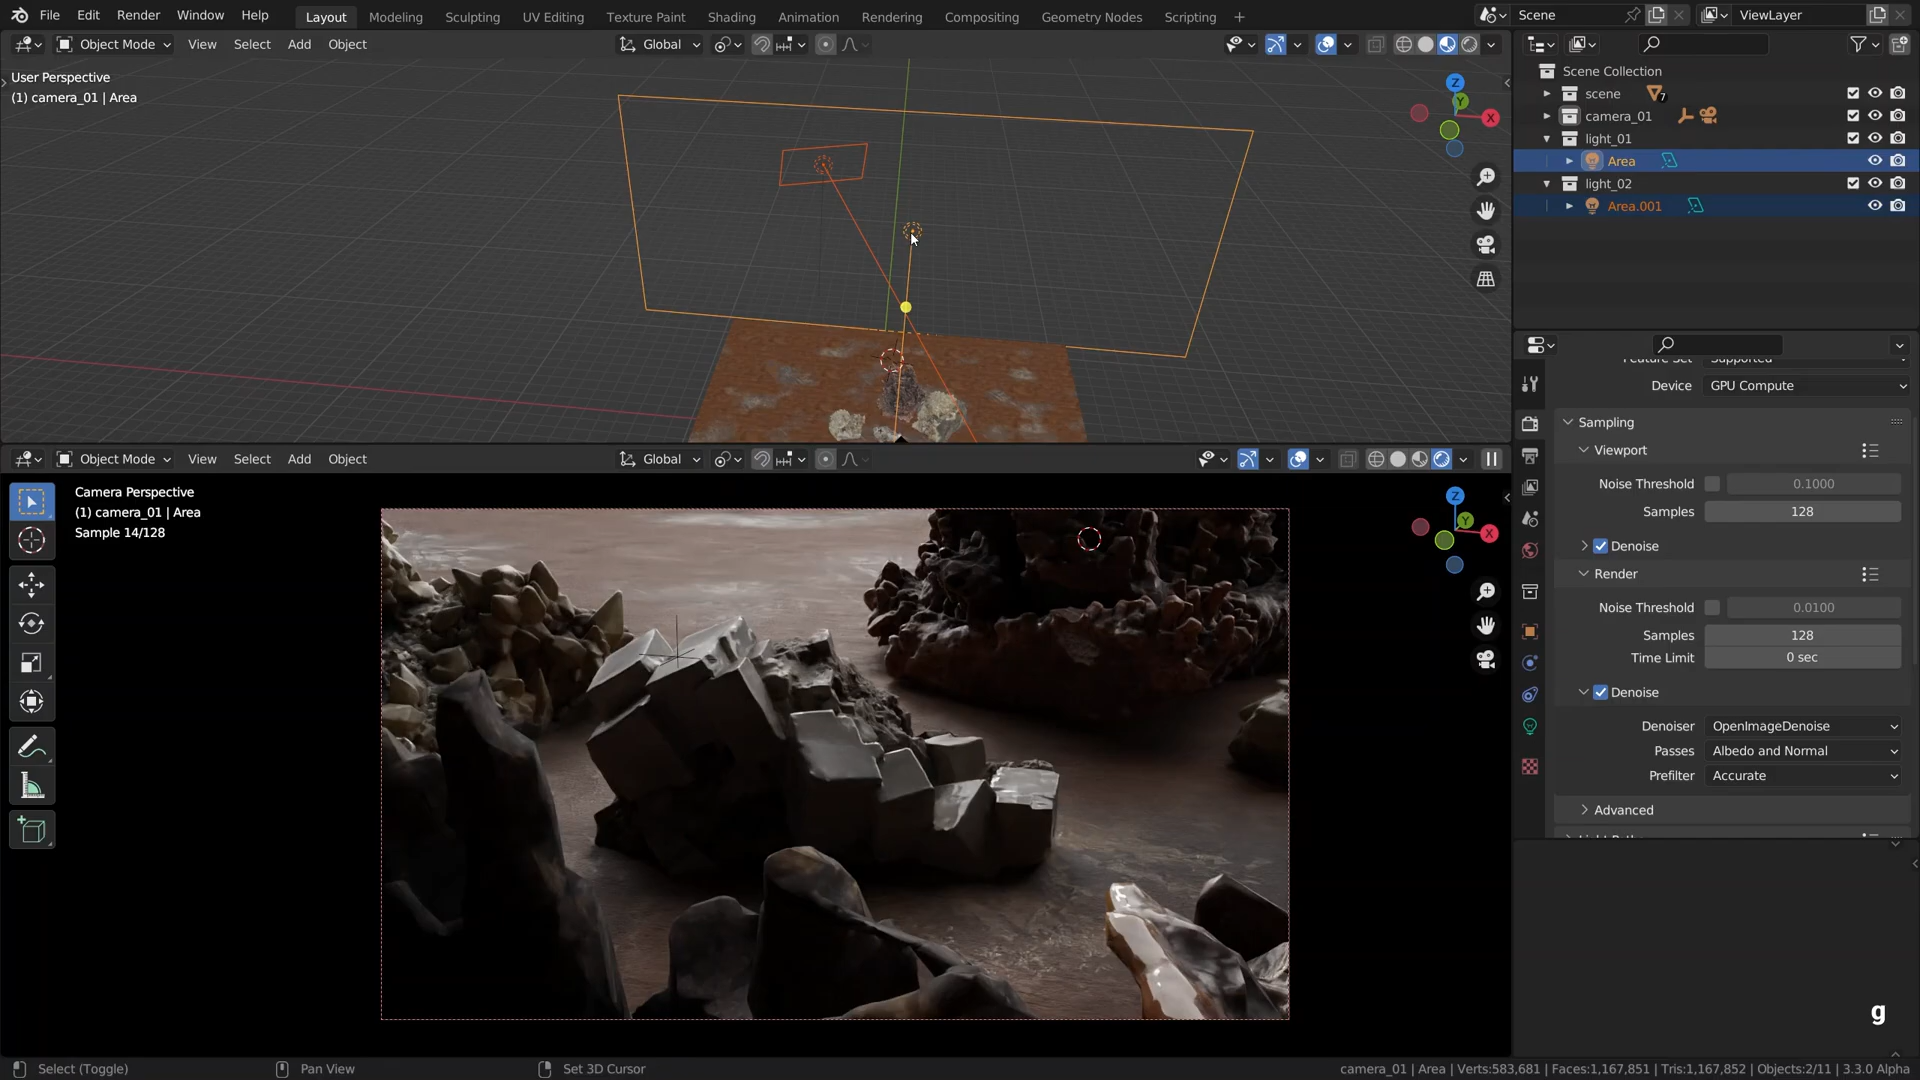 File Edit Render Window Help Layout Modeling Sculpting UV Editing Texture Paint Shading Animation Rendering Compositing Geometry Nodes Scripting + Scene ViewLayer
Object Mode View Select Add Object Global
User Perspective
(1) camera_01 | Area
Z
Y
X
Scene Collection
scene 7
camera_01
light_01
Area
light_02
Area.001
Device GPU Compute
Sampling
Viewport
Noise Threshold 0.1000
Samples 128
Denoise
Render
Noise Threshold 0.0100
Samples 128
Time Limit 0 sec
Denoise
Denoiser OpenImageDenoise
Passes Albedo and Normal
Prefilter Accurate
Advanced
Object Mode View Select Add Object Global
Camera Perspective
(1) camera_01 | Area
Sample 14/128
Z
Y
X
g
Select (Toggle) Pan View Set 3D Cursor camera_01 | Area | Verts:583,681 | Faces:1,167,851 | Tris:1,167,852 | Objects:2/11 | 3.3.0 Alpha